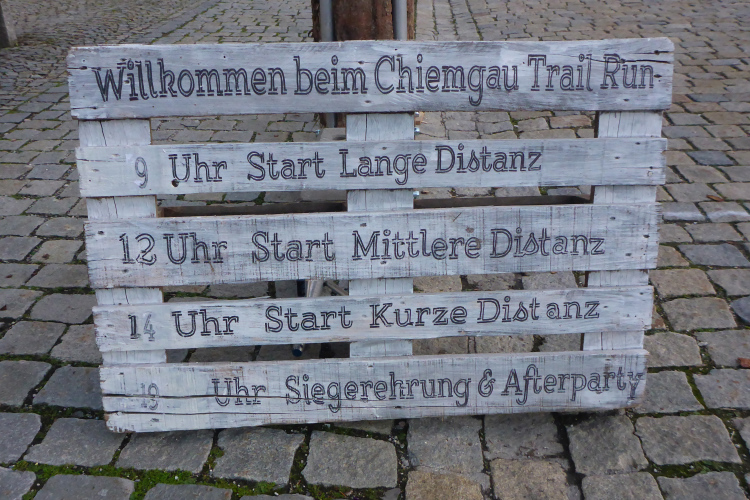 Willkommen beim Chiemgau Trail Run
9 Uhr Start Lange Distanz
12 Uhr Start Mittlere Distanz
14 Uhr Start Kurze Distanz
19 Uhr Siegerehrung & Afterparty